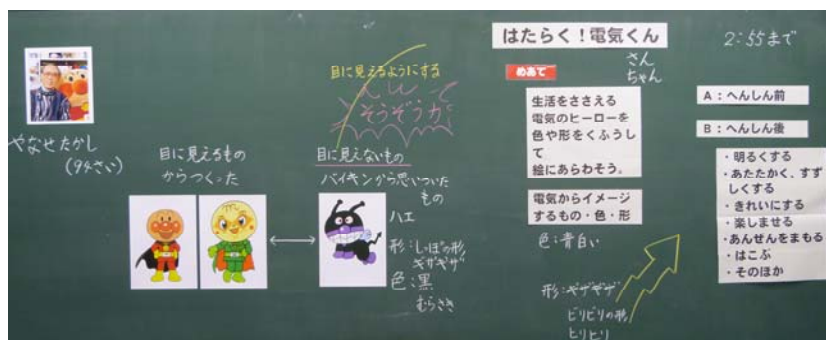 やなせたかし
(94さい)
目に見えるもの
からつくった
目に見えるようにする
そうぞう力
目に見えないもの
バイキンから思いついた
もの
ハエ
形:しっぽの形
ギザギザ
色:黒
むらさき
はたらく!電気くん
さん
ちゃん
めあて
生活をささえる
電気のヒーローを
色や形をくふうし
て
絵にあらわそう。
電気からイメージ
するもの・色・形
色:青白い
形:ギザギザ
ビリビリの形
ヒリヒリ
2:55まで
A:へんしん前
B:へんしん後
・明るくする
・あたたかく、すず
しくする
・きれいにする
・楽しませる
・あんぜんをまもる
・はこぶ
・そのほか